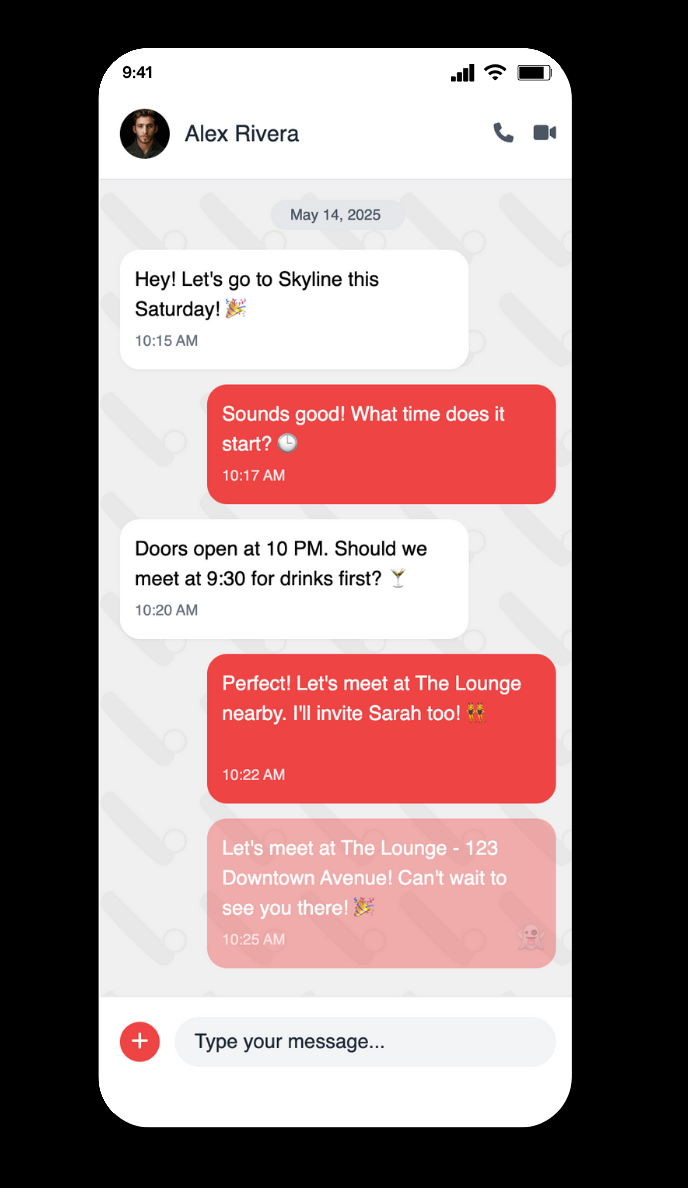 9:41
Alex Rivera
May 14, 2025
Hey! Let's go to Skyline this
Saturday! 🎉
10:15 AM
Sounds good! What time does it
start? 🕒
10:17 AM
Doors open at 10 PM. Should we
meet at 9:30 for drinks first? 🍸
10:20 AM
Perfect! Let's meet at The Lounge
nearby. I'll invite Sarah too! 👯
10:22 AM
Let's meet at The Lounge - 123
Downtown Avenue! Can't wait to
see you there! 🎉
10:25 AM 👻
Type your message...